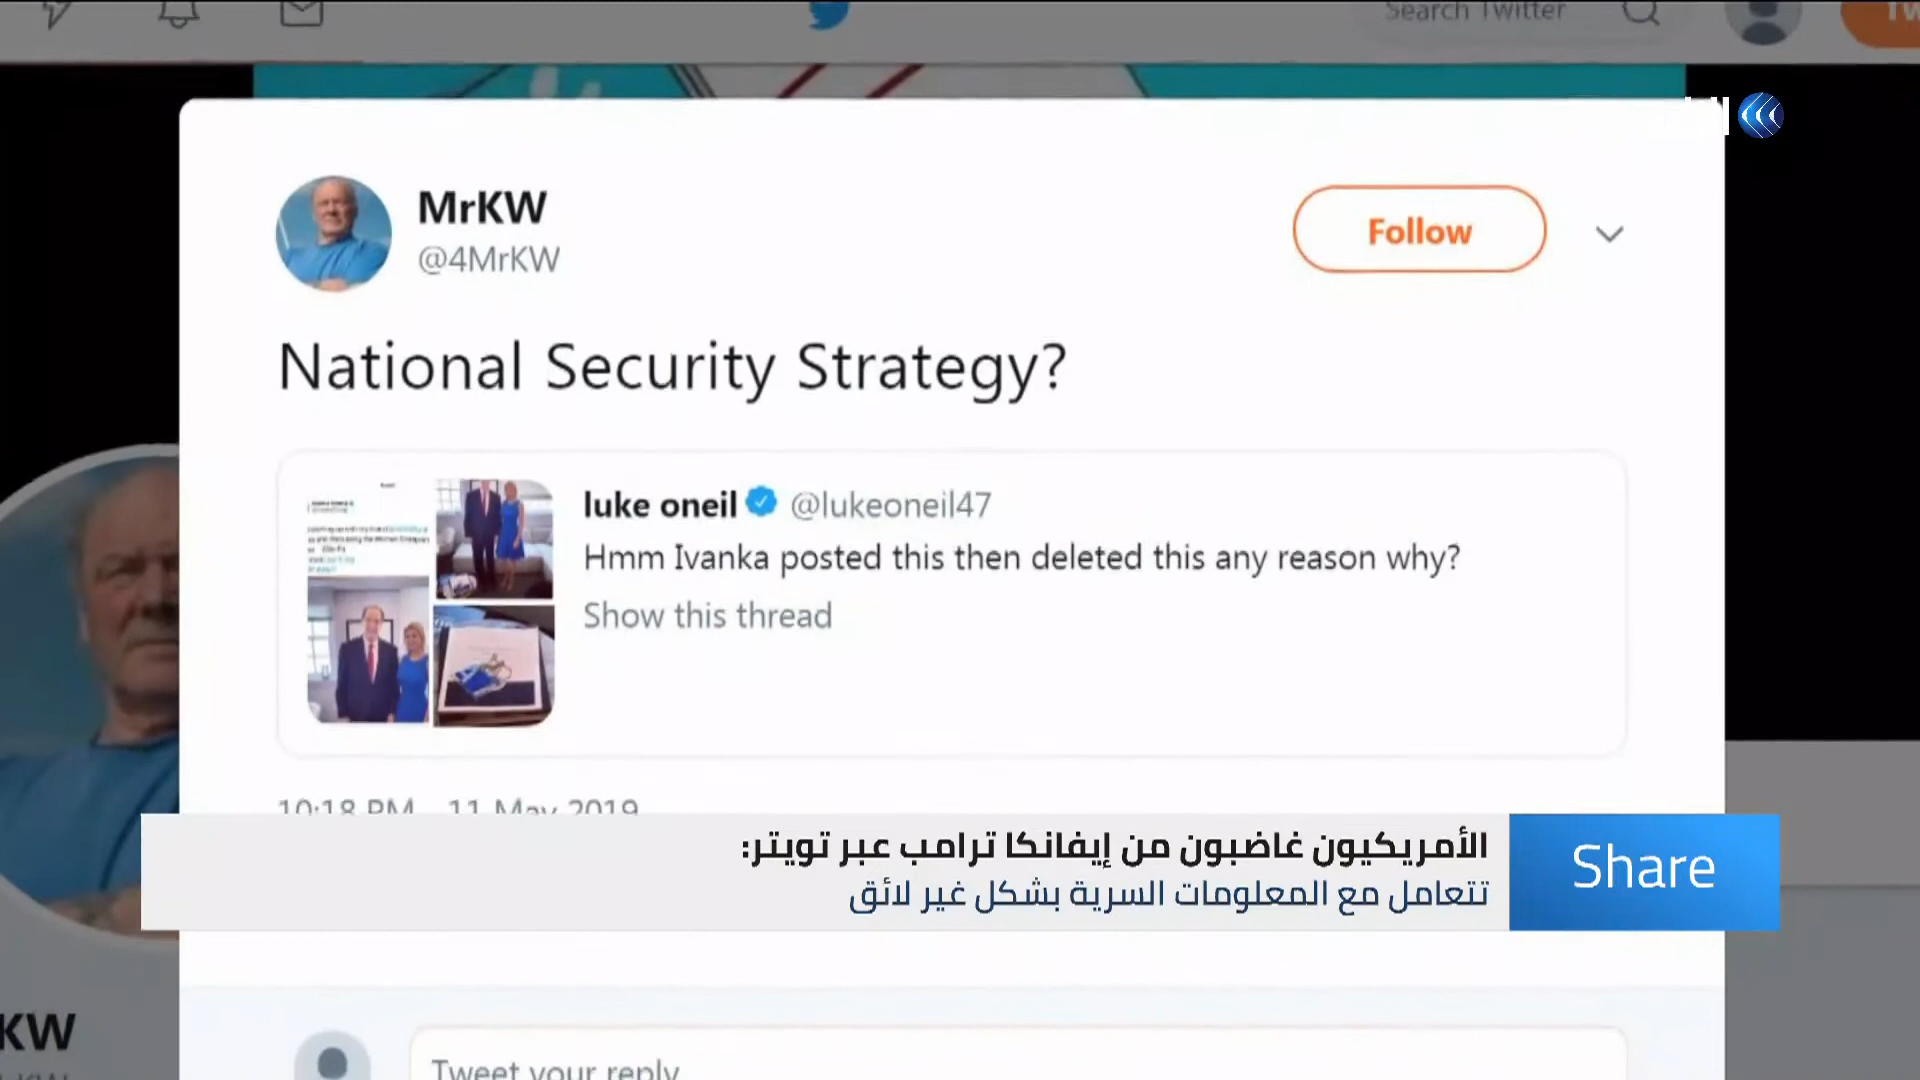 Search Twitter
Tw
MrKW
@4MrKW
Follow
National Security Strategy?
luke oneil @lukeoneil47
Hmm Ivanka posted this then deleted this any reason why?
Show this thread
10:18 PM 11 May 2019
الأمريكيون غاضبون من إيفانكا ترامب عبر تويتر:
تتعامل مع المعلومات السرية بشكل غير لائق
Share
KW
Tweet your reply